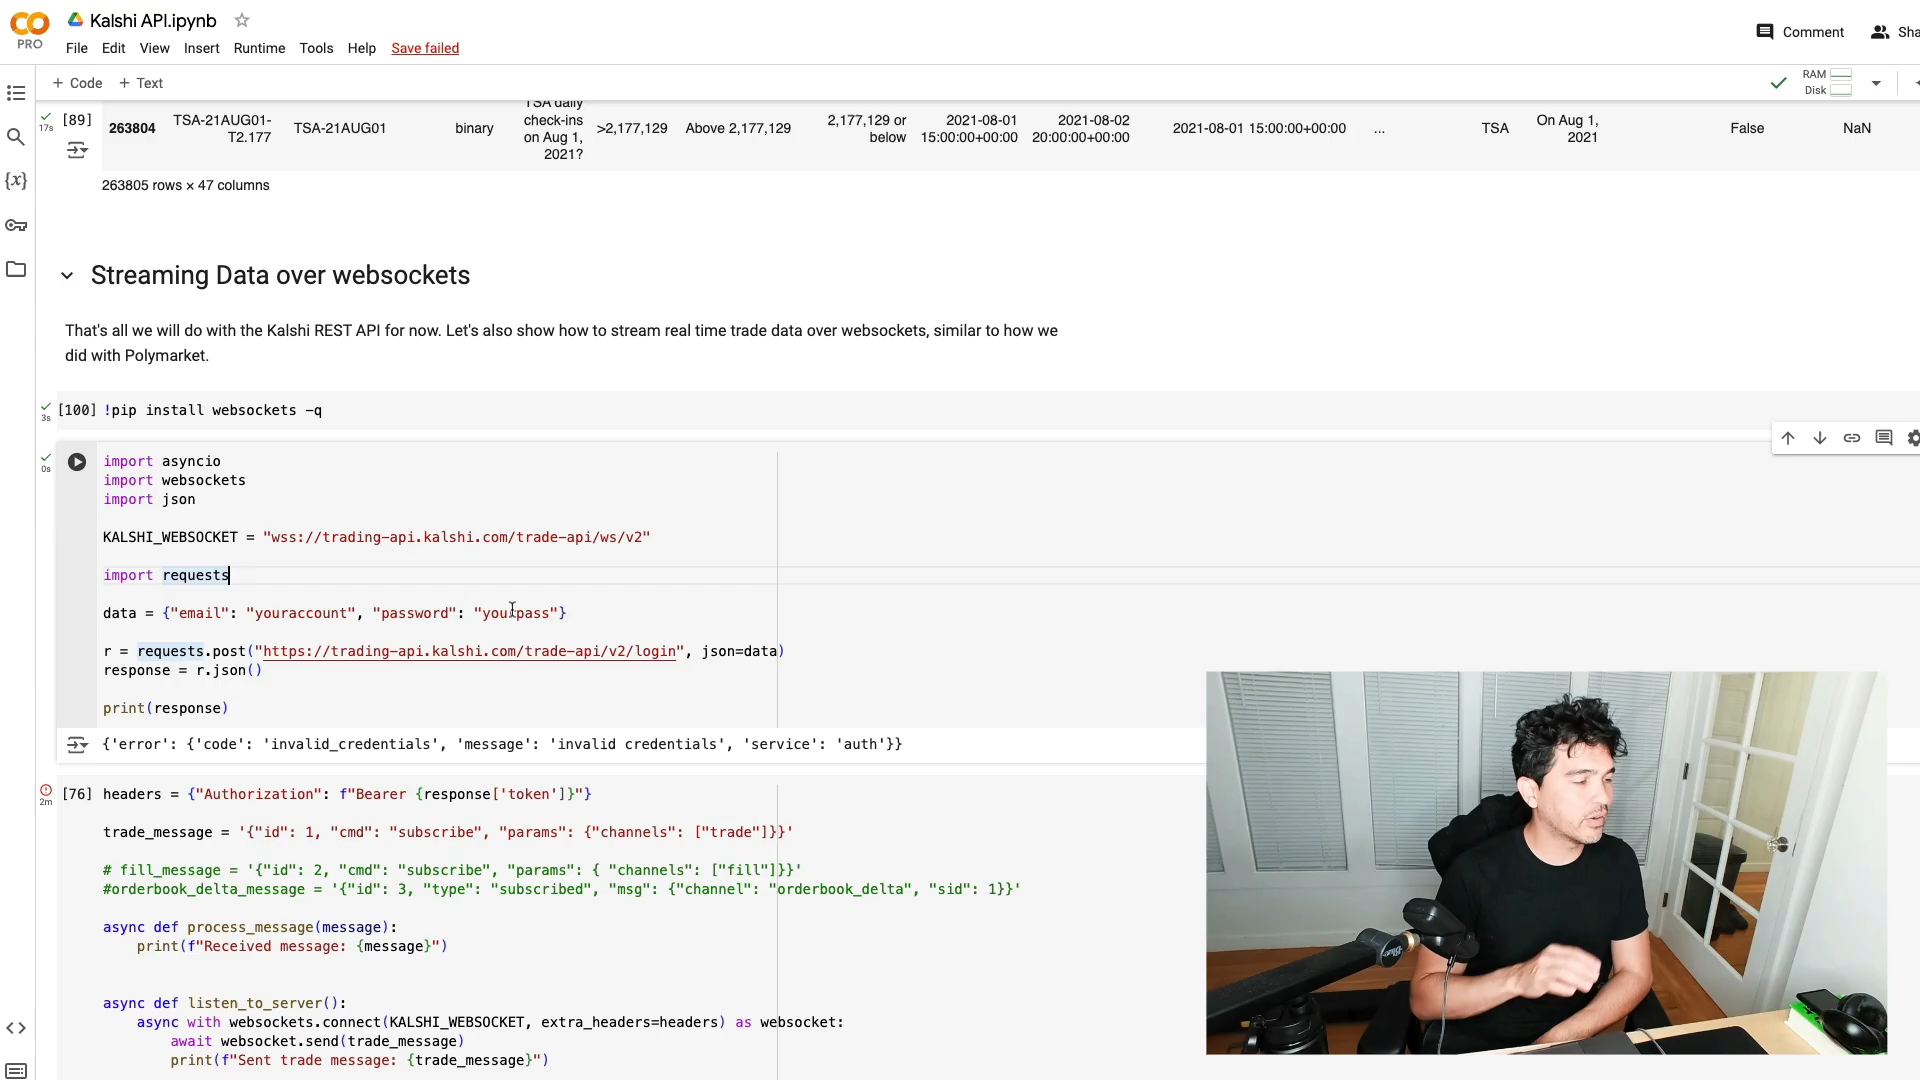 Kalshi API.ipynb
PRO
File Edit View Insert Runtime Tools Help Save failed
Comment
+ Code + Text
RAM
Disk
[89]
17s
263804 TSA-21AUG01-T2.177 TSA-21AUG01 binary TSA daily check-ins on Aug 1, 2021? >2,177,129 Above 2,177,129 2,177,129 or below 2021-08-01 15:00:00+00:00 2021-08-02 20:00:00+00:00 2021-08-01 15:00:00+00:00 ... TSA On Aug 1, 2021 False NaN
263805 rows × 47 columns
Streaming Data over websockets
That's all we will do with the Kalshi REST API for now. Let's also show how to stream real time trade data over websockets, similar to how we
did with Polymarket.
3s
[100] !pip install websockets -q
0s
import asyncio
import websockets
import json
KALSHI_WEBSOCKET = "wss://trading-api.kalshi.com/trade-api/ws/v2"
import requests
data = {"email": "youraccount", "password": "yourpass"}
r = requests.post("https://trading-api.kalshi.com/trade-api/v2/login", json=data)
response = r.json()
print(response)
{'error': {'code': 'invalid_credentials', 'message': 'invalid credentials', 'service': 'auth'}}
2m
[76] headers = {"Authorization": f"Bearer {response['token']}"}
trade_message = '{"id": 1, "cmd": "subscribe", "params": {"channels": ["trade"]}}'
# fill_message = '{"id": 2, "cmd": "subscribe", "params": { "channels": ["fill"]}}'
#orderbook_delta_message = '{"id": 3, "type": "subscribed", "msg": {"channel": "orderbook_delta", "sid": 1}}'
async def process_message(message):
print(f"Received message: {message}")
async def listen_to_server():
async with websockets.connect(KALSHI_WEBSOCKET, extra_headers=headers) as websocket:
await websocket.send(trade_message)
print(f"Sent trade message: {trade_message}")
Blue